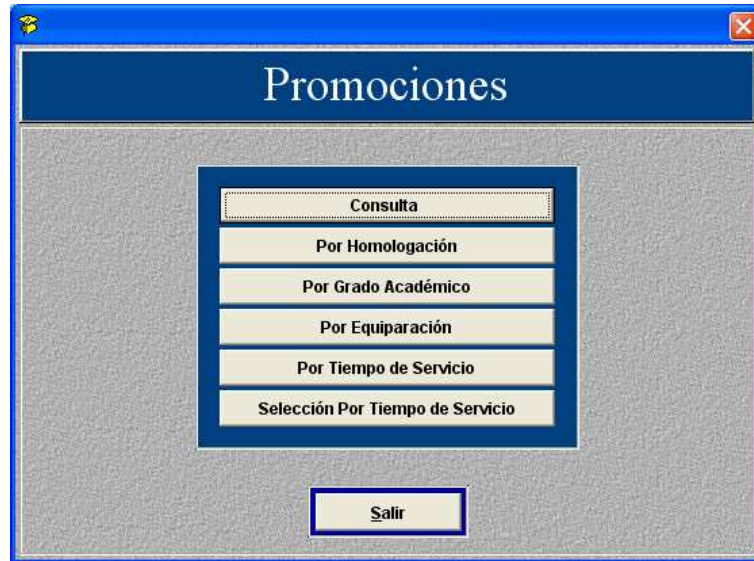 Promociones
Consulta
Por Homologación
Por Grado Académico
Por Equiparación
Por Tiempo de Servicio
Selección Por Tiempo de Servicio
Salir